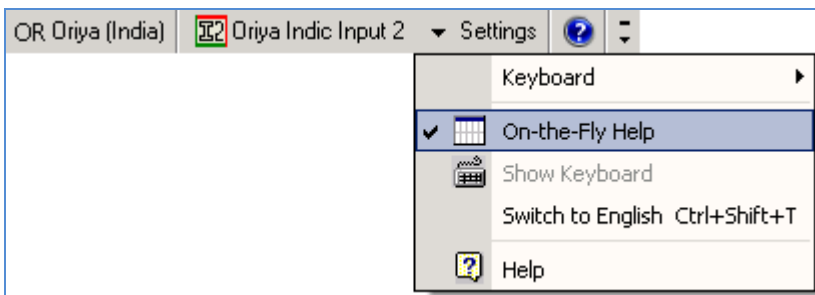 OR Oriya (India) I2 Oriya Indic Input 2 Settings ?
Keyboard
On-the-Fly Help
Show Keyboard
Switch to English Ctrl+Shift+T
? Help